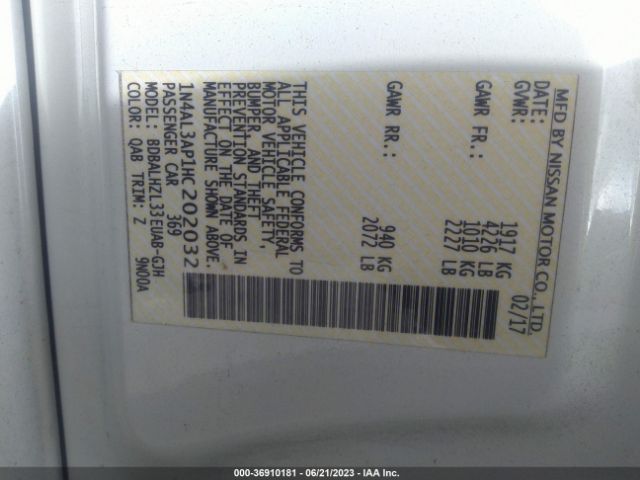 MFD BY NISSAN MOTOR CO., LTD.
DATE: 02/17
GVWR: 1917 KG
4226 LB
GAWR FR.: 1010 KG
2227 LB
GAWR RR.: 940 KG
2072 LB
THIS VEHICLE CONFORMS TO
ALL APPLICABLE FEDERAL
MOTOR VEHICLE SAFETY,
BUMPER, AND THEFT
PREVENTION STANDARDS IN
EFFECT ON THE DATE OF
MANUFACTURE SHOWN ABOVE.
1N4AL3AP1HC202032
PASSENGER CAR 369
MODEL: BDBALHZL33EUAB-GJH
COLOR: QAB TRIM: Z 9N00A
000-36910181 - 06/21/2023 - IAA Inc.